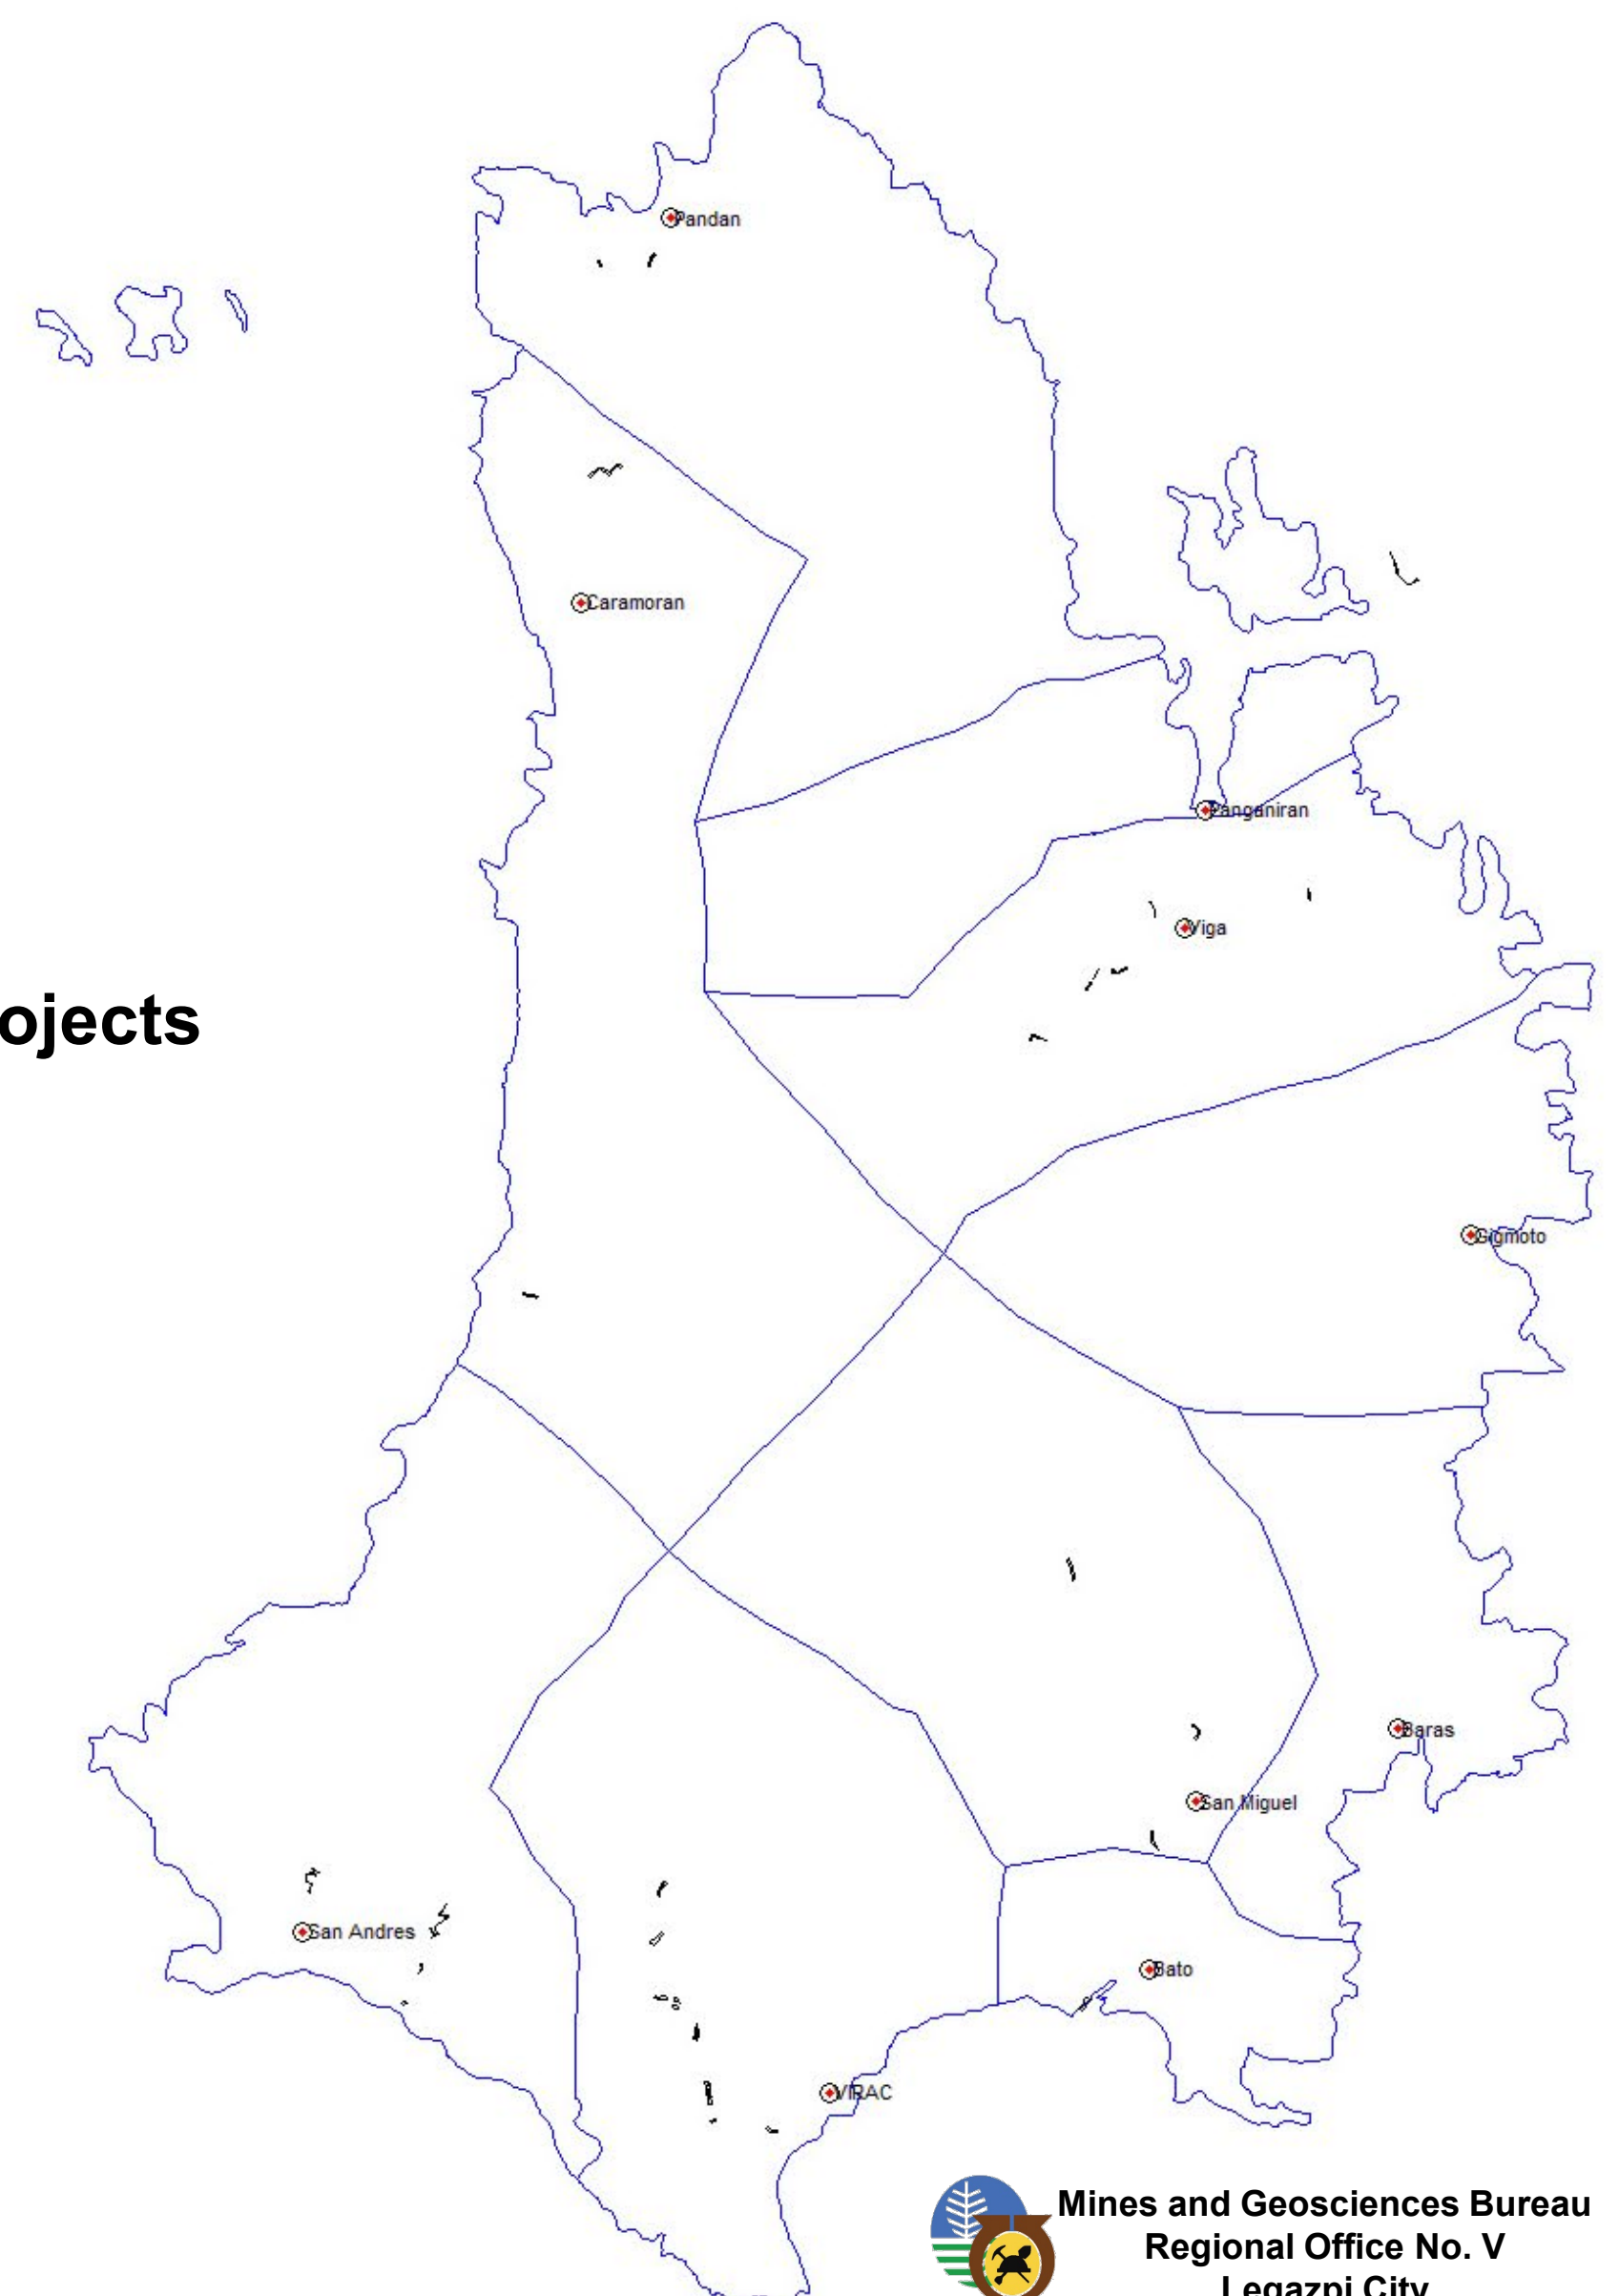 Pandan
Caramoran
Panganiran
Viga
ojects
Gigmoto
Baras
San Miguel
San Andres
Bato
VIRAC
Mines and Geosciences Bureau
Regional Office No. V
Legazpi City